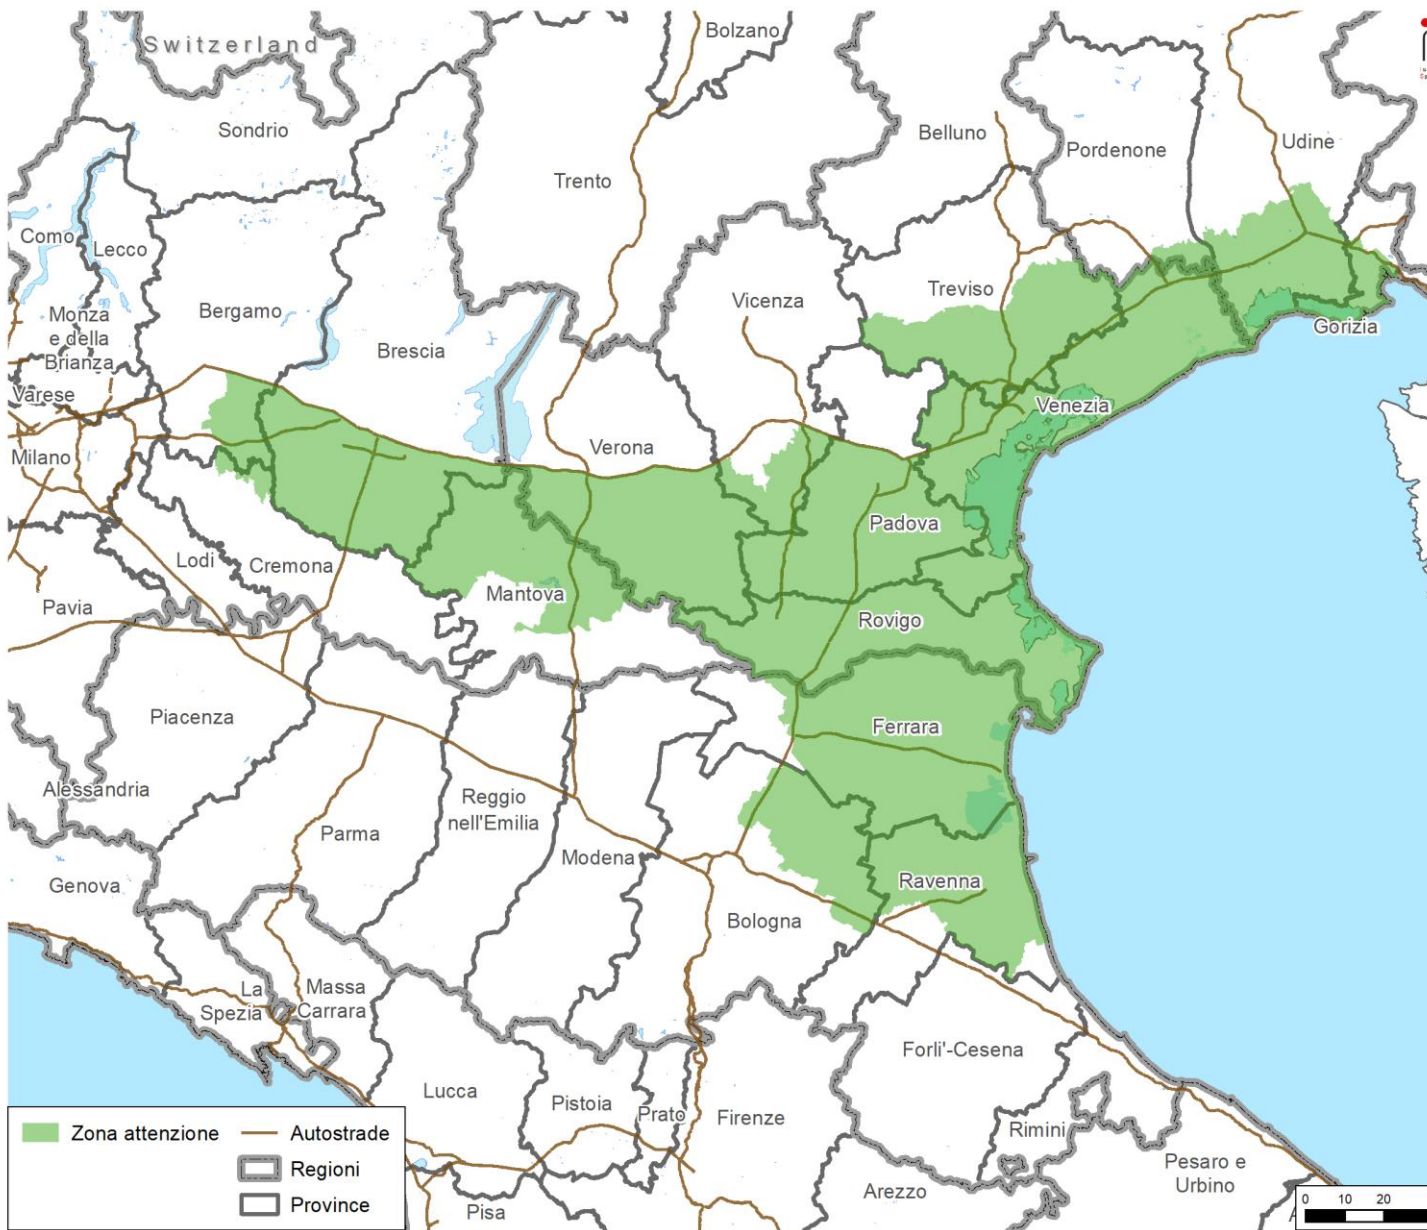 Switzerland
Bolzano
Sondrio
Belluno
Pordenone
Udine
Trento
Como
Lecco
Bergamo
Vicenza
Treviso
Monza
e della
Brianza
Brescia
Gorizia
Varese
Venezia
Milano
Verona
Padova
Lodi
Cremona
Mantova
Pavia
Rovigo
Piacenza
Ferrara
Alessandria
Reggio
nell'Emilia
Parma
Modena
Genova
Ravenna
Bologna
La
Spezia
Massa
Carrara
Forli'-Cesena
Lucca
Pistoia
Prato
Firenze
Rimini
Pesaro e
Urbino
Arezzo
Pisa
Zona attenzione
Autostrade
Regioni
Province
0 10 20